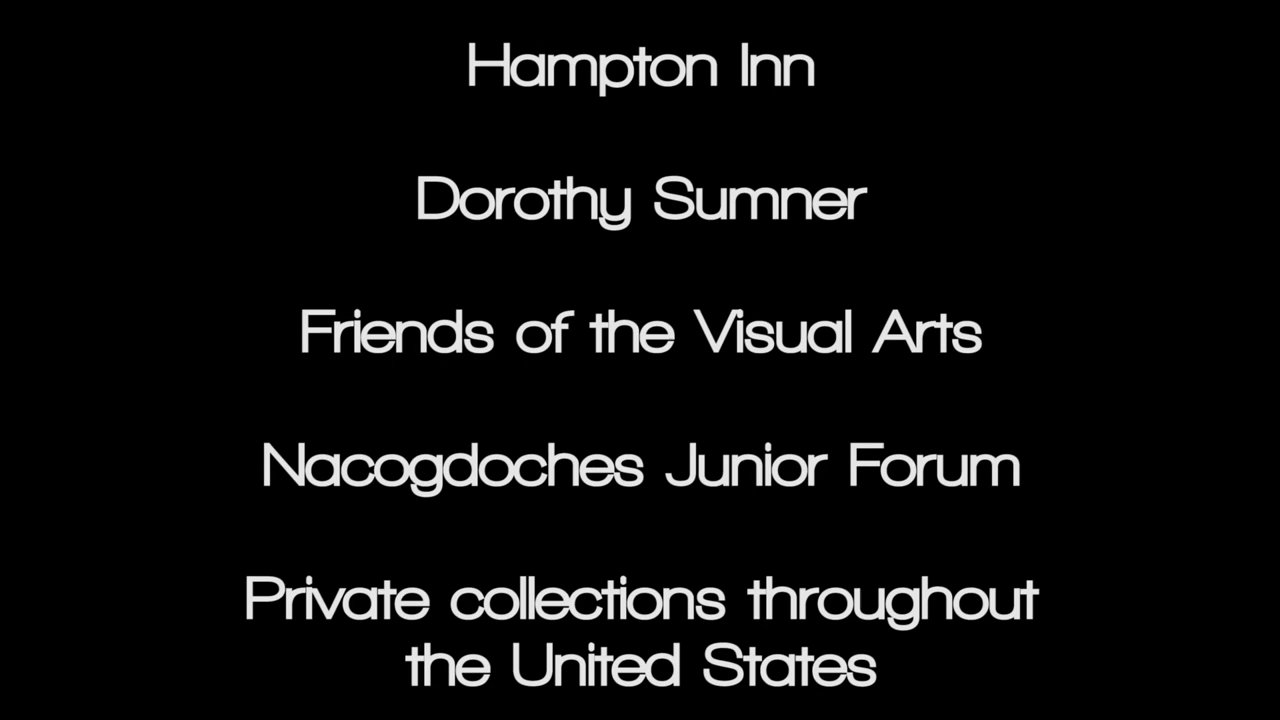 Hampton Inn
Dorothy Sumner
Friends of the Visual Arts
Nacogdoches Junior Forum
Private collections throughout
the United States